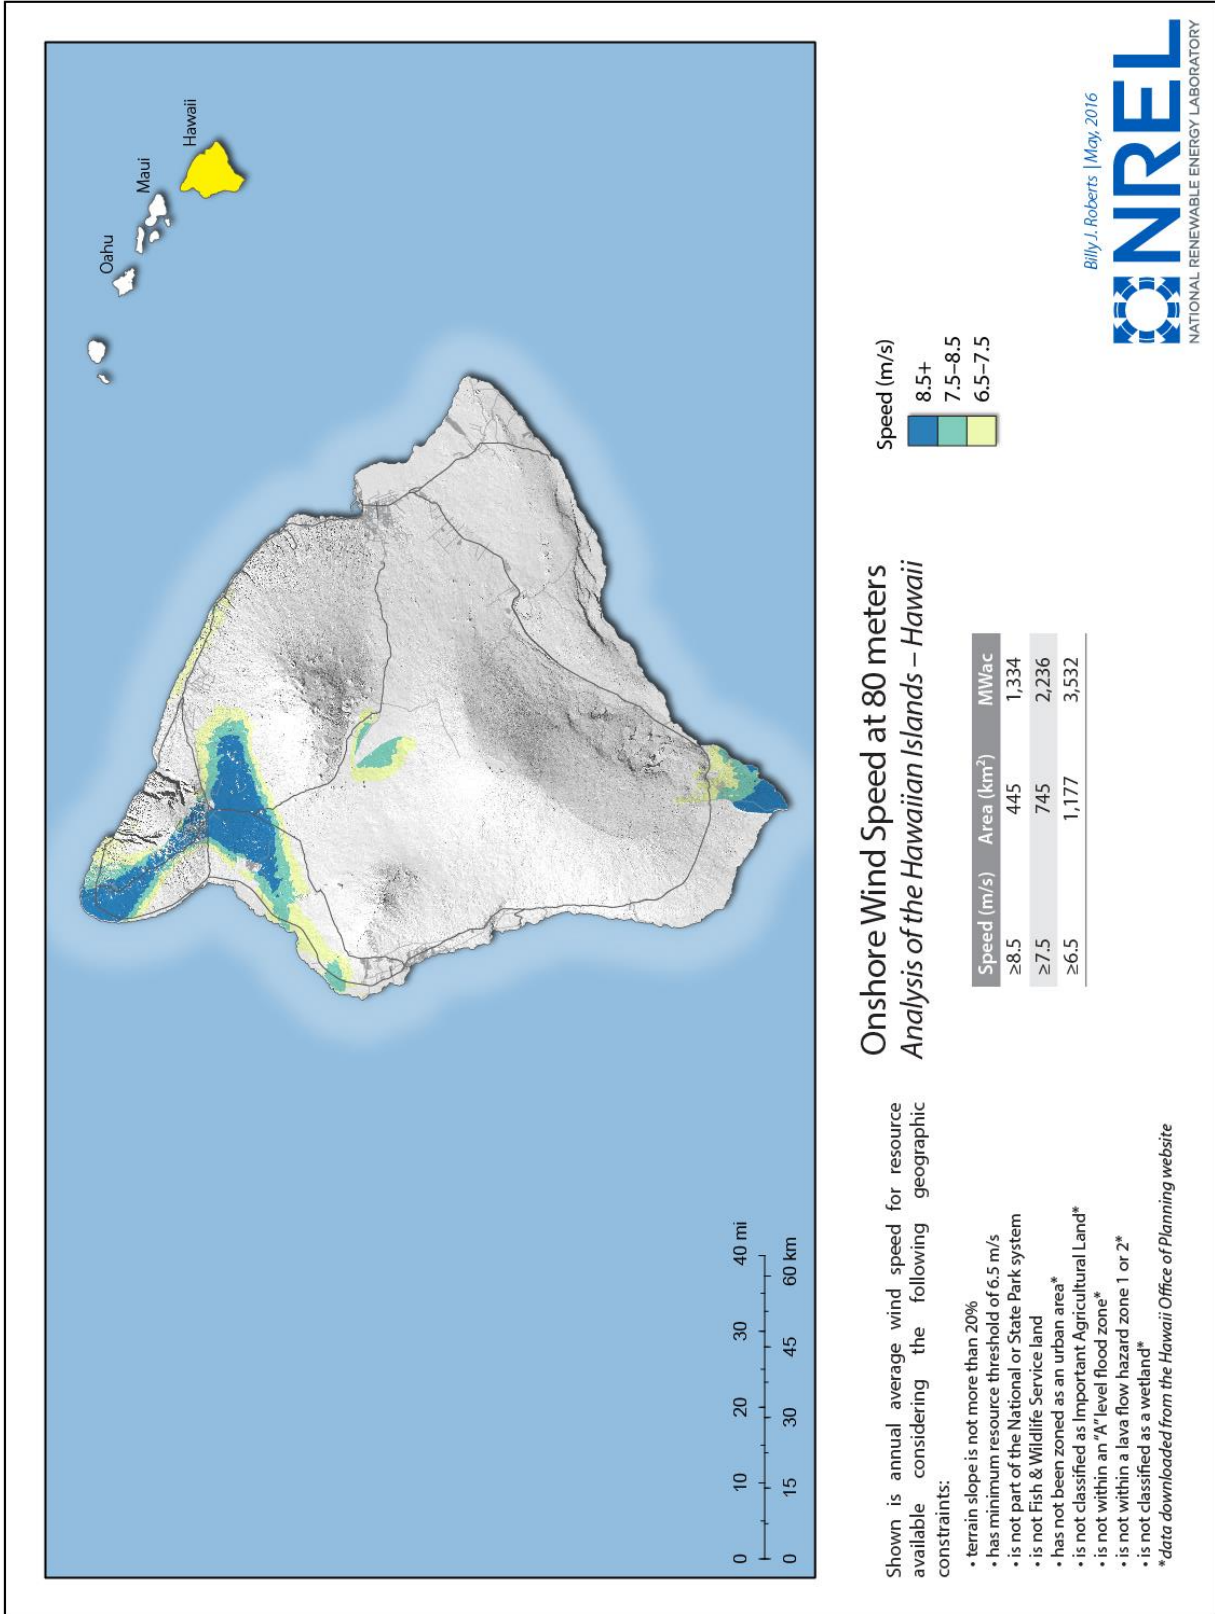 Oahu
Maui
Hawaii
0 10 20 30 40 mi
0 15 30 45 60 km
Shown is annual average wind speed for resource
available considering the following geographic
constraints:
• terrain slope is not more than 20%
• has minimum resource threshold of 6.5 m/s
• is not part of the National or State Park system
• is not Fish & Wildlife Service land
• has not been zoned as an urban area*
• is not classified as Important Agricultural Land*
• is not within an "A" level flood zone*
• is not within a lava flow hazard zone 1 or 2*
• is not classified as a wetland*
*data downloaded from the Hawaii Office of Planning website
Onshore Wind Speed at 80 meters
Analysis of the Hawaiian Islands – Hawaii
Speed (m/s) Area (km²) MWac
≥8.5 445 1,334
≥7.5 745 2,236
≥6.5 1,177 3,532
Speed (m/s)
8.5+
7.5–8.5
6.5–7.5
Billy J. Roberts | May, 2016
NREL
NATIONAL RENEWABLE ENERGY LABORATORY